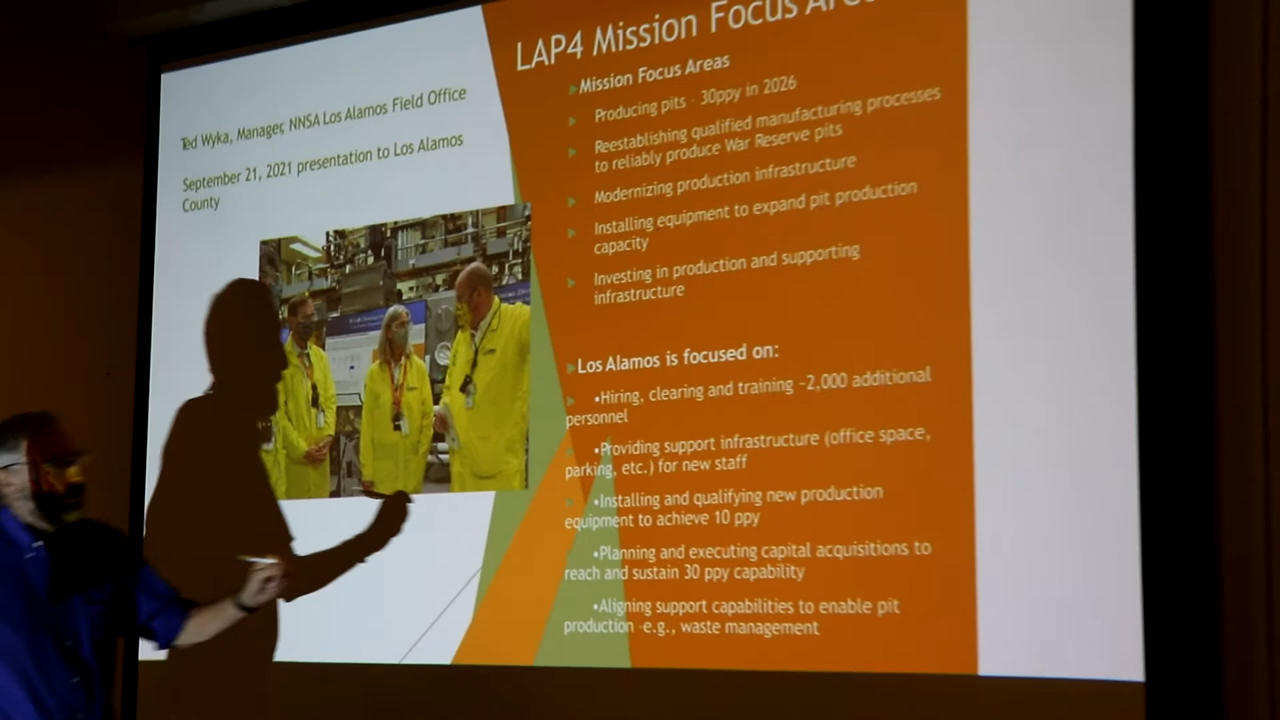 LAP4 Mission Focus Areas
Ted Wyka, Manager, NNSA Los Alamos Field Office
September 21, 2021 presentation to Los Alamos
County
Mission Focus Areas
Producing pits - 30ppy in 2026
Reestablishing qualified manufacturing processes
to reliably produce War Reserve pits
Modernizing production infrastructure
Installing equipment to expand pit production
capacity
Investing in production and supporting
infrastructure
Los Alamos is focused on:
•Hiring, clearing and training ~2,000 additional
personnel
•Providing support infrastructure (office space,
parking, etc.) for new staff
•Installing and qualifying new production
equipment to achieve 10 ppy
•Planning and executing capital acquisitions to
reach and sustain 30 ppy capability
•Aligning support capabilities to enable pit
production -e.g., waste management